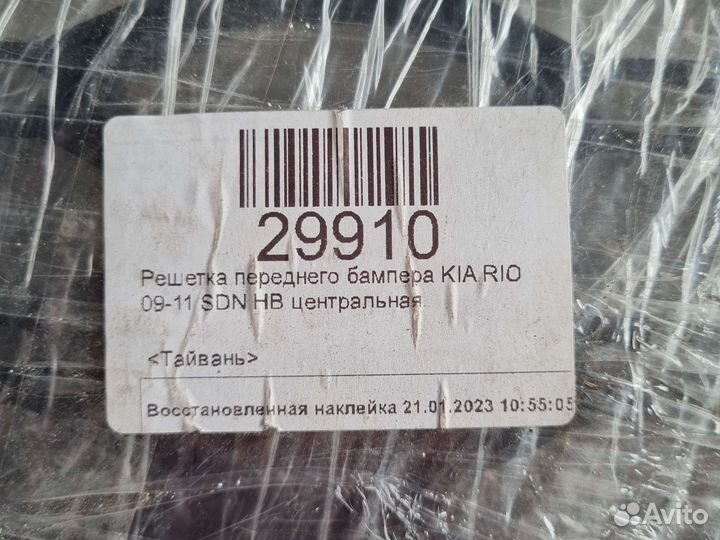 29910
Решетка переднего бампера KIA RIO
09-11 SDN HB центральная
<Тайвань>
Восстановленная наклейка 21.01.2023 10:55:05
Avito